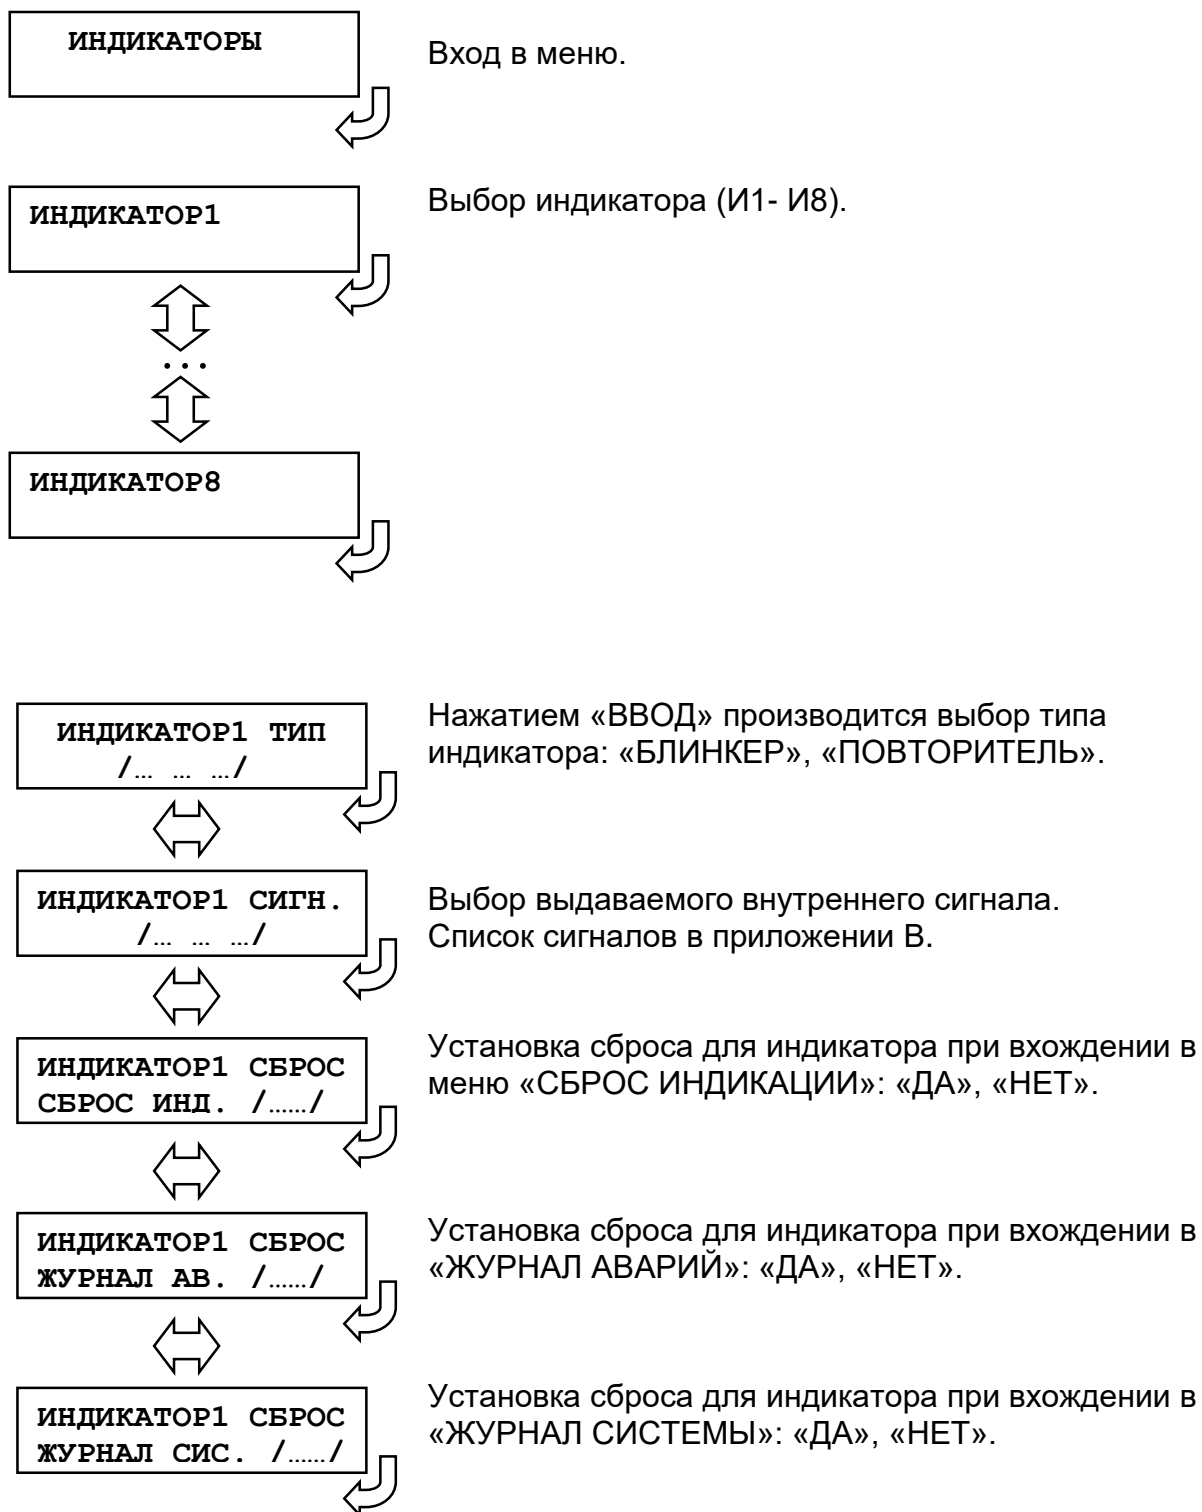 ИНДИКАТОРЫ
Вход в меню.
ИНДИКАТОР1
Выбор индикатора (И1- И8).
...
ИНДИКАТОР8
ИНДИКАТОР1 ТИП
/… … …/
Нажатием «ВВОД» производится выбор типа
индикатора: «БЛИНКЕР», «ПОВТОРИТЕЛЬ».
ИНДИКАТОР1 СИГН.
/… … …/
Выбор выдаваемого внутреннего сигнала.
Список сигналов в приложении В.
ИНДИКАТОР1 СБРОС
СБРОС ИНД. /……/
Установка сброса для индикатора при вхождении в
меню «СБРОС ИНДИКАЦИИ»: «ДА», «НЕТ».
ИНДИКАТОР1 СБРОС
ЖУРНАЛ АВ. /……/
Установка сброса для индикатора при вхождении в
«ЖУРНАЛ АВАРИЙ»: «ДА», «НЕТ».
ИНДИКАТОР1 СБРОС
ЖУРНАЛ СИС. /……/
Установка сброса для индикатора при вхождении в
«ЖУРНАЛ СИСТЕМЫ»: «ДА», «НЕТ».